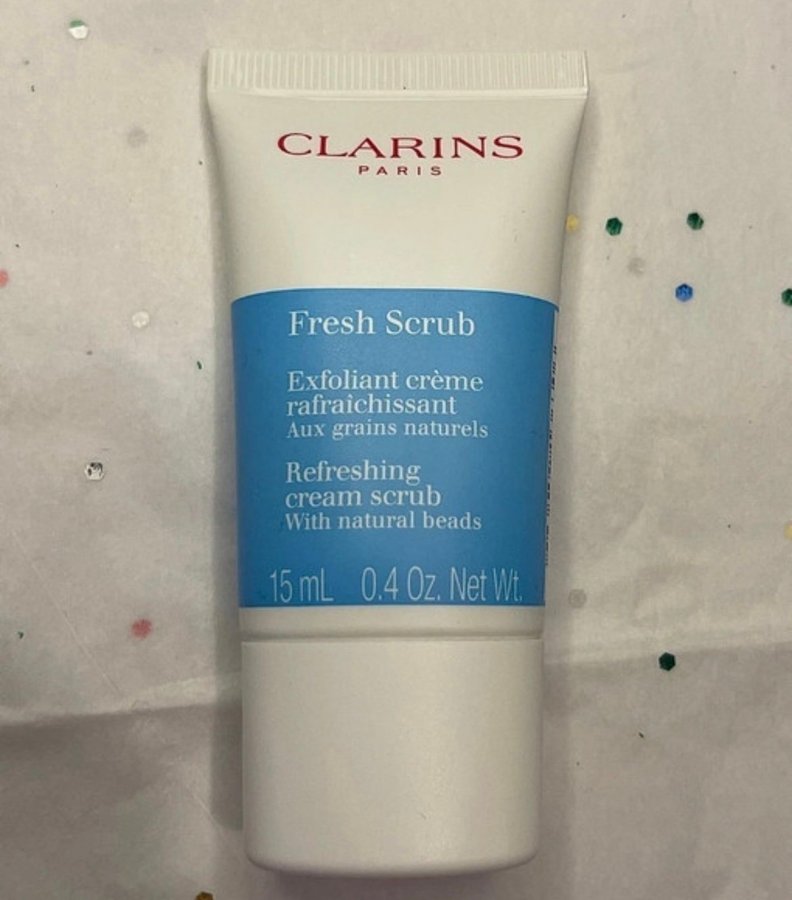 CLARINS
PARIS
Fresh Scrub
Exfoliant crème
rafraîchissant
Aux grains naturels
Refreshing
cream scrub
With natural beads
15 mL 0.4 Oz. Net Wt.